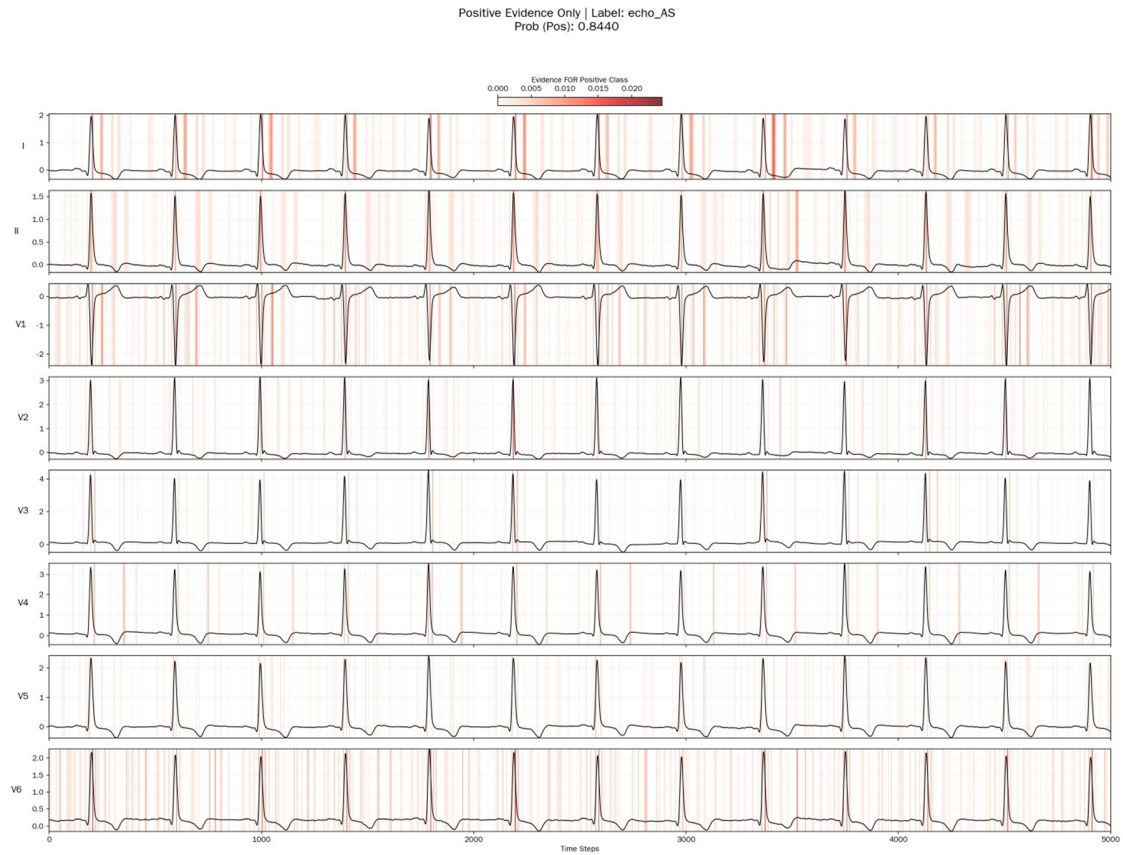 Positive Evidence Only | Label: echo_AS
Prob (Pos): 0.8440
Evidence FOR Positive Class
0.000 0.005 0.010 0.015 0.020
2
1
0
I
1.5
1.0
0.5
0.0
II
0
-1
-2
V1
3
2
1
0
V2
4
2
0
V3
3
2
1
0
V4
2
1
0
V5
2.0
1.5
1.0
0.5
0.0
V6
0 1000 2000 3000 4000 5000
Time Steps